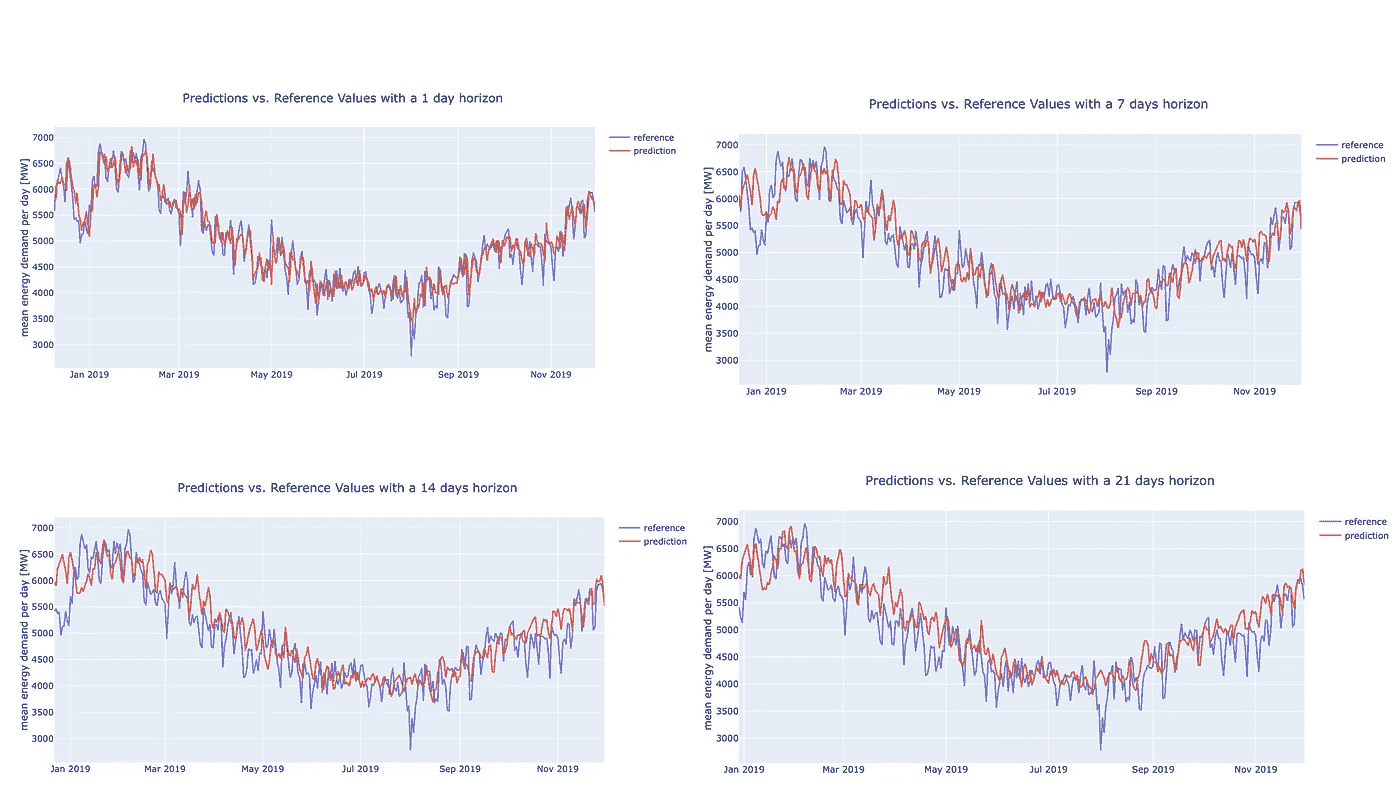 Predictions vs. Reference Values with a 1 day horizon
mean energy demand per day [MW]
7000
6500
6000
5500
5000
4500
4000
3500
3000
Jan 2019 Mar 2019 May 2019 Jul 2019 Sep 2019 Nov 2019
reference
prediction
Predictions vs. Reference Values with a 7 days horizon
mean energy demand per day [MW]
7000
6500
6000
5500
5000
4500
4000
3500
3000
Jan 2019 Mar 2019 May 2019 Jul 2019 Sep 2019 Nov 2019
reference
prediction
Predictions vs. Reference Values with a 14 days horizon
mean energy demand per day [MW]
7000
6500
6000
5500
5000
4500
4000
3500
3000
Jan 2019 Mar 2019 May 2019 Jul 2019 Sep 2019 Nov 2019
reference
prediction
Predictions vs. Reference Values with a 21 days horizon
mean energy demand per day [MW]
7000
6500
6000
5500
5000
4500
4000
3500
3000
Jan 2019 Mar 2019 May 2019 Jul 2019 Sep 2019 Nov 2019
reference
prediction